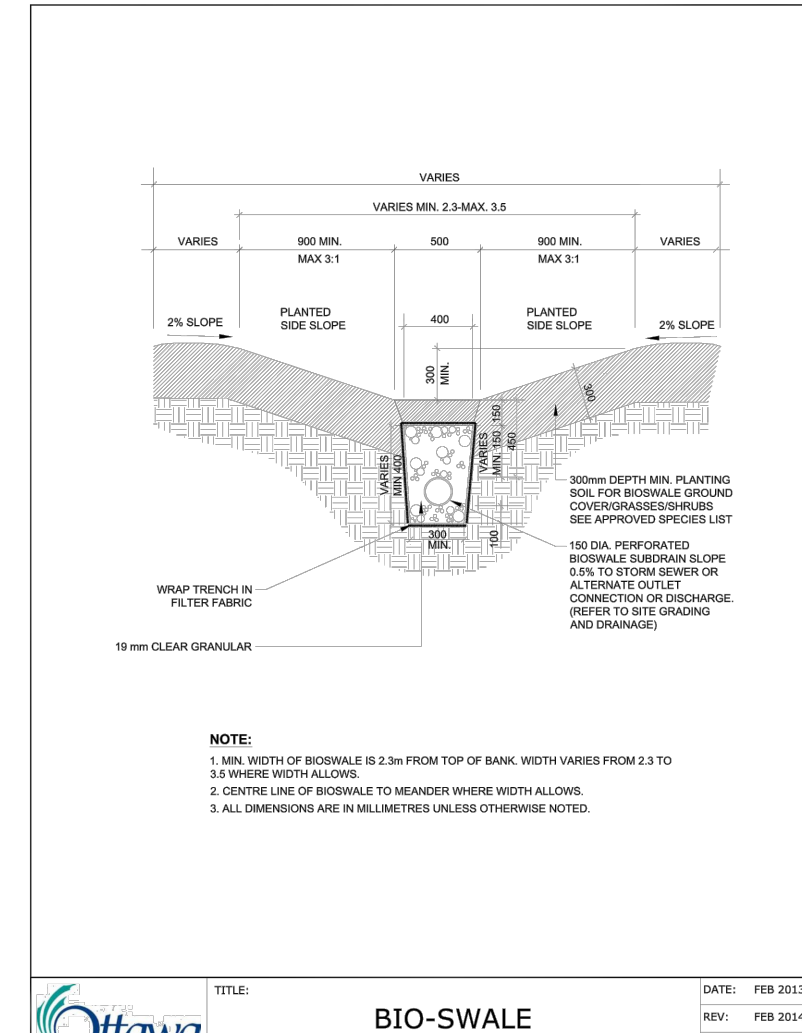 VARIES
VARIES MIN. 2.3-MAX. 3.5
VARIES
900 MIN.
MAX 3:1
500
900 MIN.
MAX 3:1
VARIES
2% SLOPE
PLANTED
SIDE SLOPE
400
PLANTED
SIDE SLOPE
2% SLOPE
300
MIN.
300
150
VARIES
MIN 150
450
VARIES
MIN 400
300
MIN.
100
300mm DEPTH MIN. PLANTING
SOIL FOR BIOSWALE GROUND
COVER/GRASSES/SHRUBS
SEE APPROVED SPECIES LIST
150 DIA. PERFORATED
BIOSWALE SUBDRAIN SLOPE
0.5% TO STORM SEWER OR
ALTERNATE OUTLET
CONNECTION OR DISCHARGE.
(REFER TO SITE GRADING
AND DRAINAGE)
WRAP TRENCH IN
FILTER FABRIC
19 mm CLEAR GRANULAR
NOTE:
1. MIN. WIDTH OF BIOSWALE IS 2.3m FROM TOP OF BANK. WIDTH VARIES FROM 2.3 TO
3.5 WHERE WIDTH ALLOWS.
2. CENTRE LINE OF BIOSWALE TO MEANDER WHERE WIDTH ALLOWS.
3. ALL DIMENSIONS ARE IN MILLIMETRES UNLESS OTHERWISE NOTED.
Ottawa
TITLE:
BIO-SWALE
DATE: FEB 2013
REV: FEB 2014